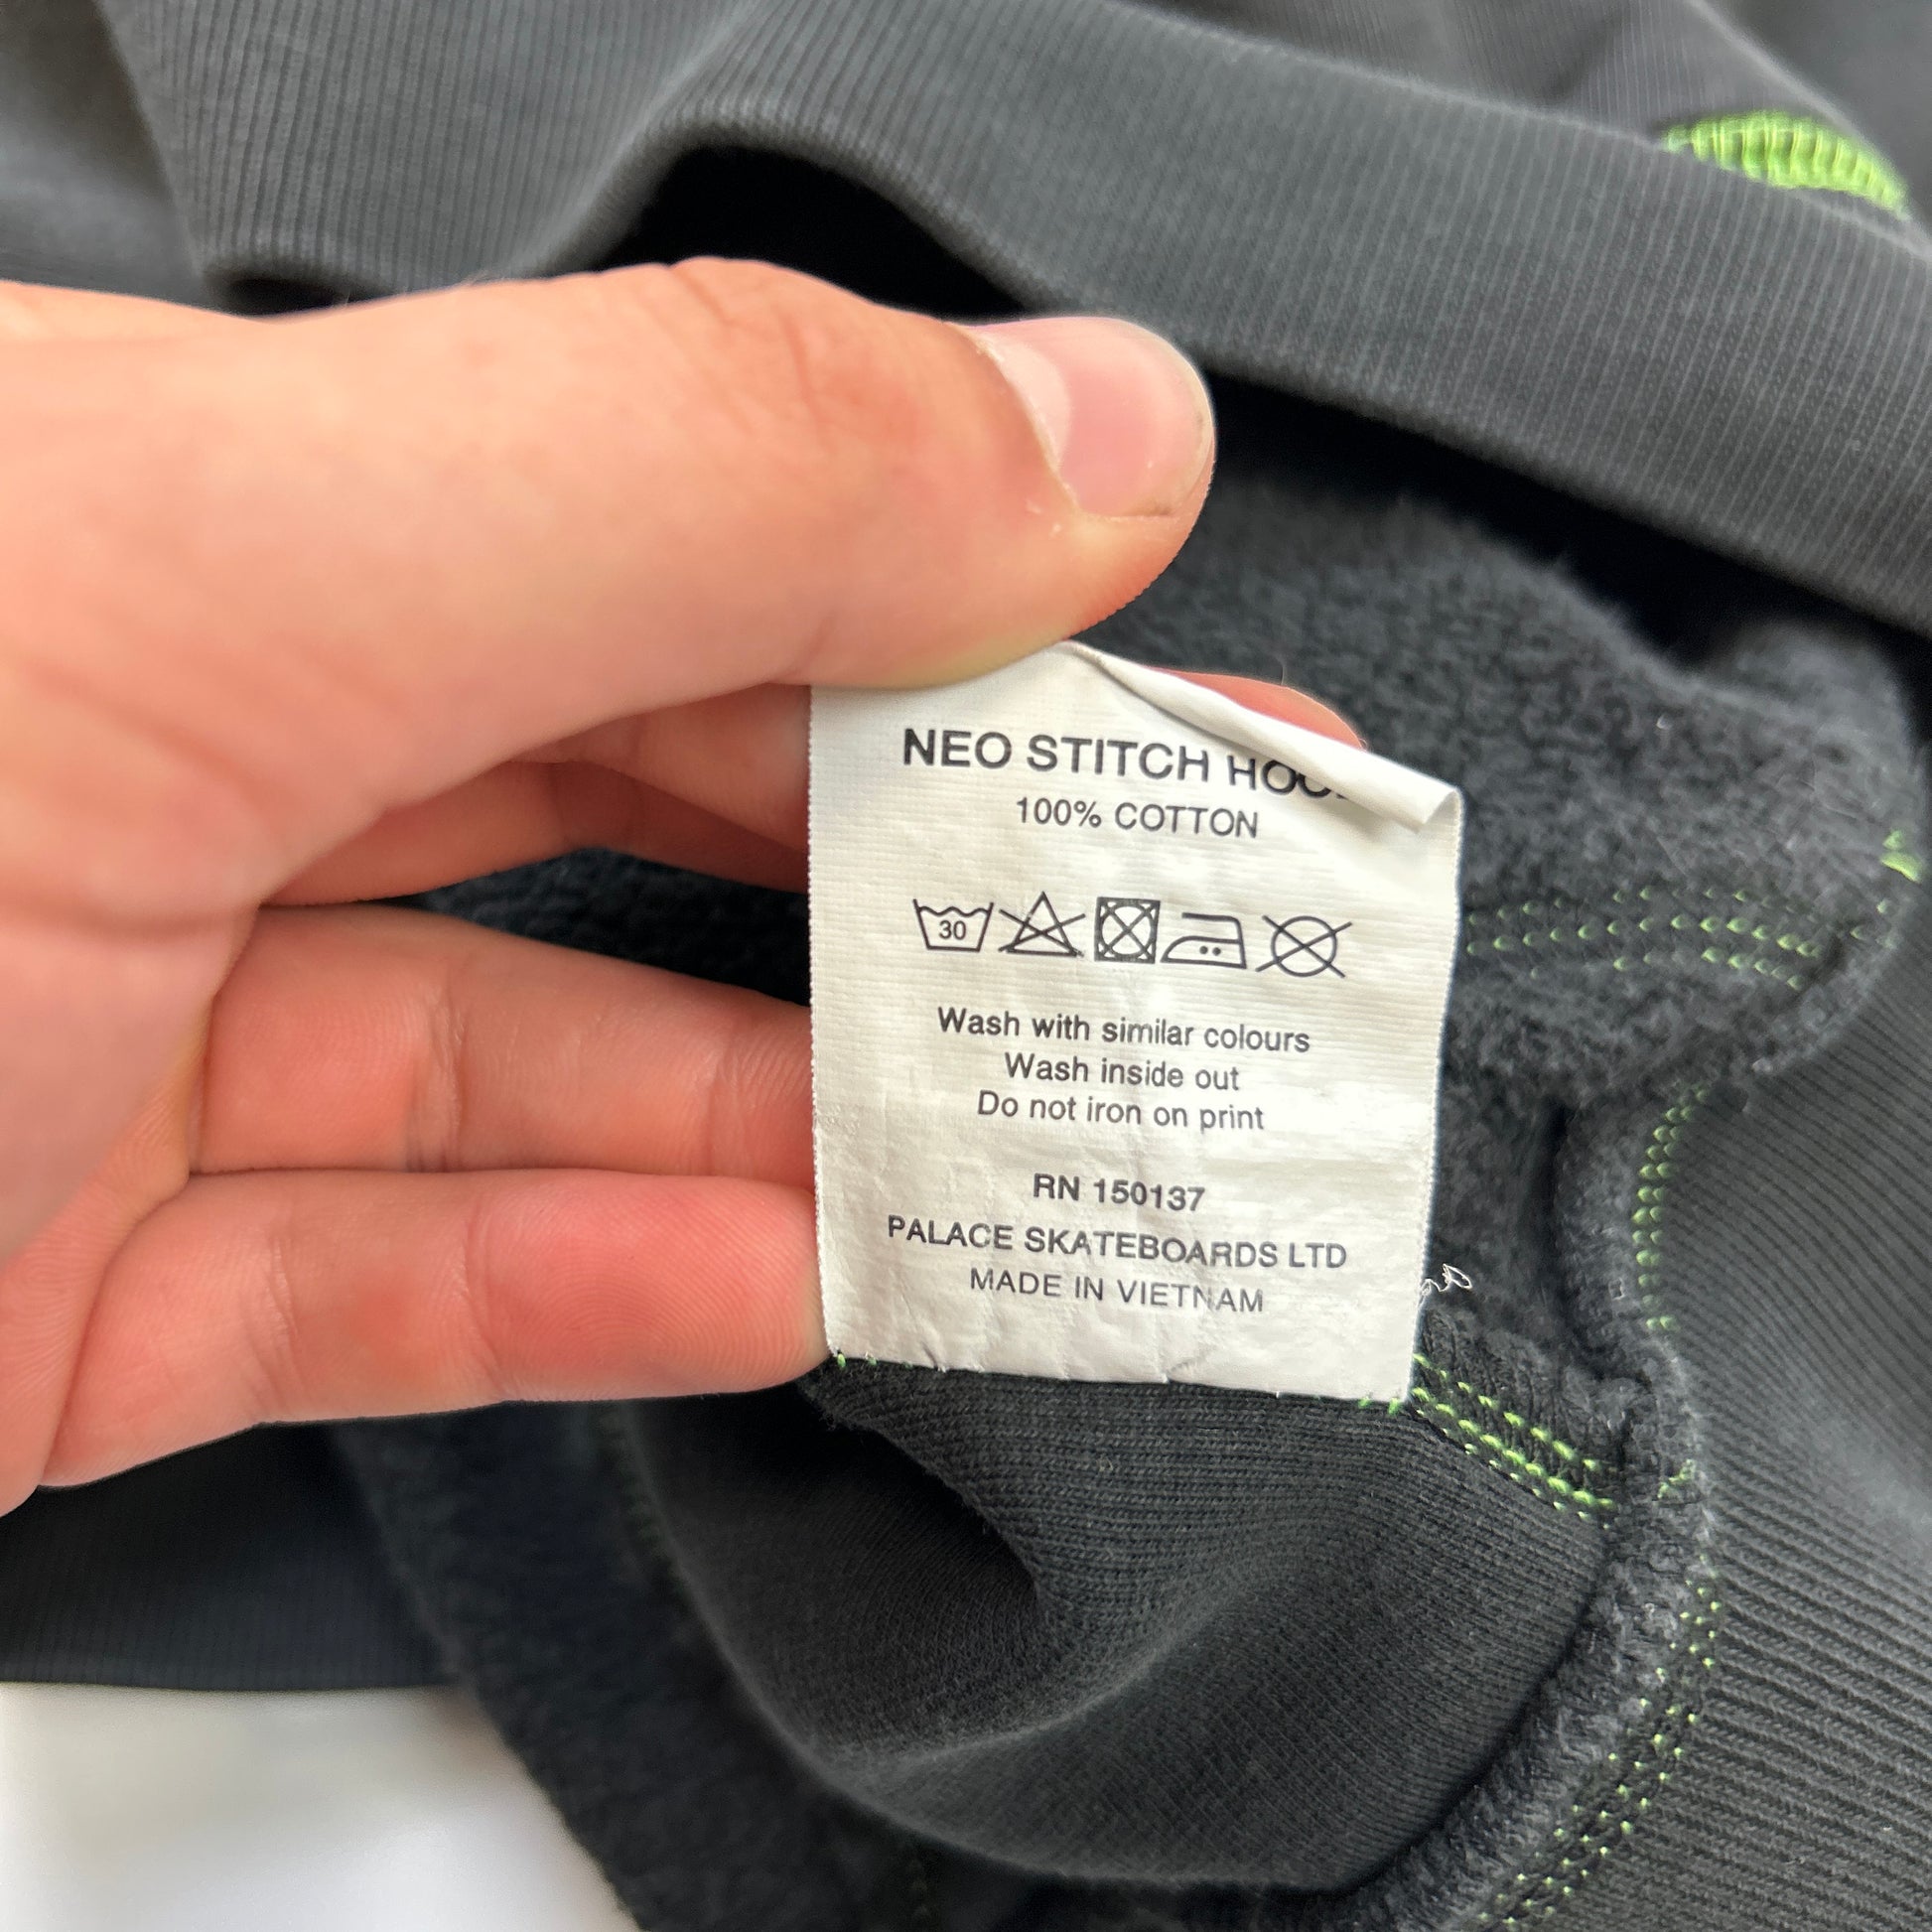 NEO STITCH
100% COTTON
30
Wash with similar colours
Wash inside out
Do not iron on print
RN 150137
PALACE SKATEBOARDS LTD
MADE IN VIETNAM